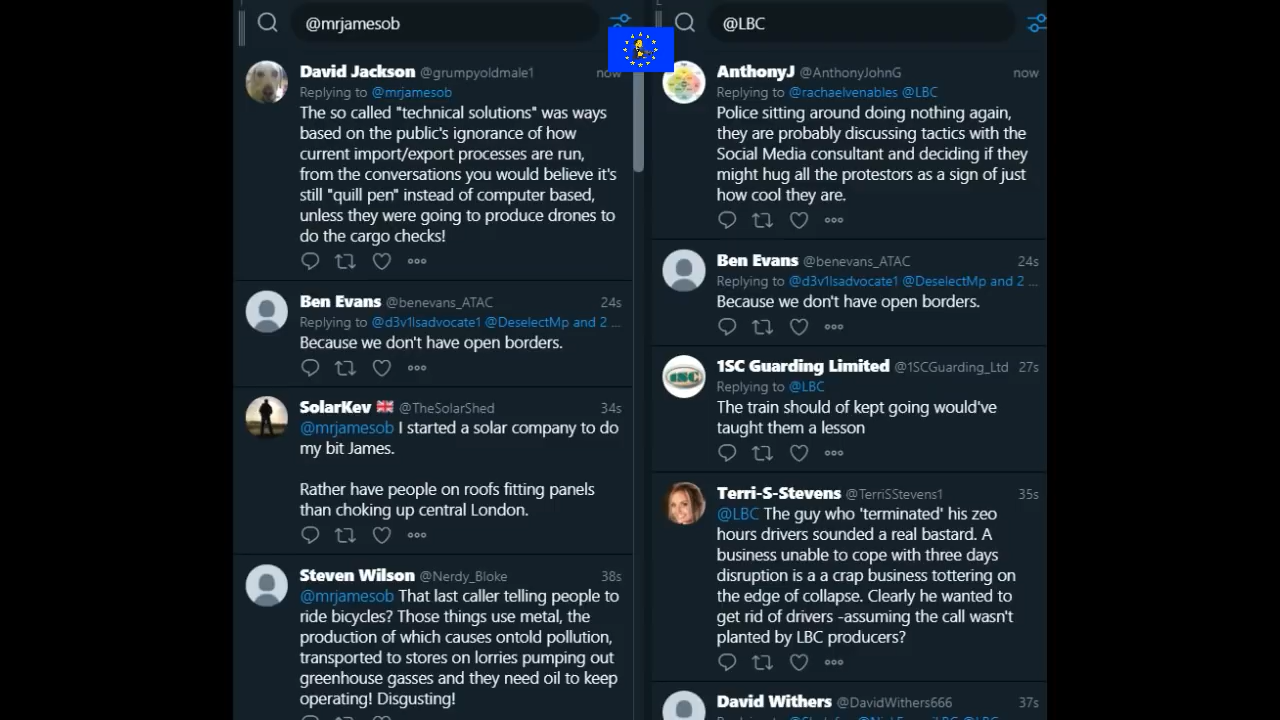 @mrjamesob
David Jackson @grumpyoldmale1 now
Replying to @mrjamesob
The so called "technical solutions" was ways
based on the public's ignorance of how
current import/export processes are run,
from the conversations you would believe it's
still "quill pen" instead of computer based,
unless they were going to produce drones to
do the cargo checks!
Ben Evans @benevans_ATAC 24s
Replying to @d3v1lsadvocate1 @DeselectMp and 2 ...
Because we don't have open borders.
SolarKev 🇬🇧 @TheSolarShed 34s
@mrjamesob I started a solar company to do
my bit James.
Rather have people on roofs fitting panels
than choking up central London.
Steven Wilson @Nerdy_Bloke 38s
@mrjamesob That last caller telling people to
ride bicycles? Those things use metal, the
production of which causes ontold pollution,
transported to stores on lorries pumping out
greenhouse gasses and they need oil to keep
operating! Disgusting!
@LBC
AnthonyJ @AnthonyJohnG now
Replying to @rachaelvenables @LBC
Police sitting around doing nothing again,
they are probably discussing tactics with the
Social Media consultant and deciding if they
might hug all the protestors as a sign of just
how cool they are.
Ben Evans @benevans_ATAC 24s
Replying to @d3v1lsadvocate1 @DeselectMp and 2 ...
Because we don't have open borders.
1SC Guarding Limited @1SCGuarding_Ltd 27s
Replying to @LBC
The train should of kept going would've
taught them a lesson
Terri-S-Stevens @TerriSStevens1 35s
@LBC The guy who 'terminated' his zeo
hours drivers sounded a real bastard. A
business unable to cope with three days
disruption is a a crap business tottering on
the edge of collapse. Clearly he wanted to
get rid of drivers -assuming the call wasn't
planted by LBC producers?
David Withers @DavidWithers666 37s